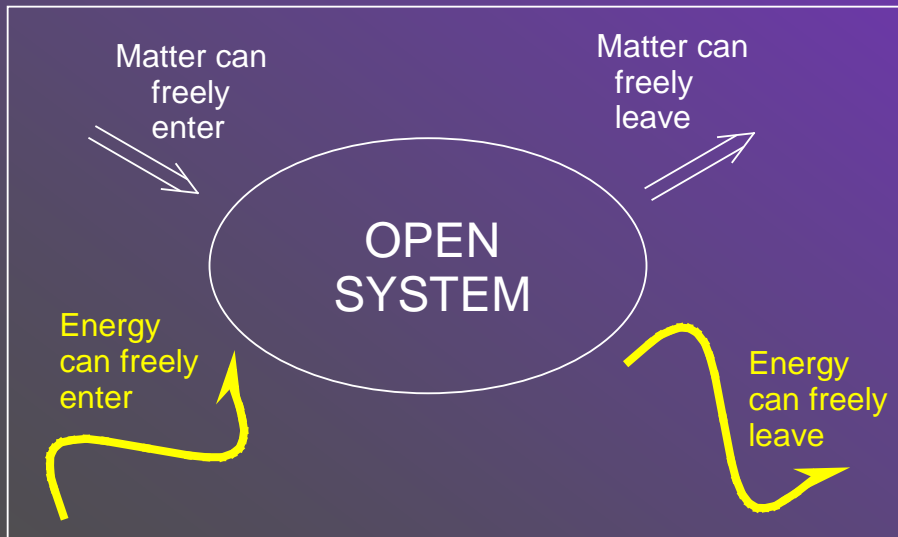 Matter can
freely
enter
Matter can
freely
leave
OPEN
SYSTEM
Energy
can freely
enter
Energy
can freely
leave